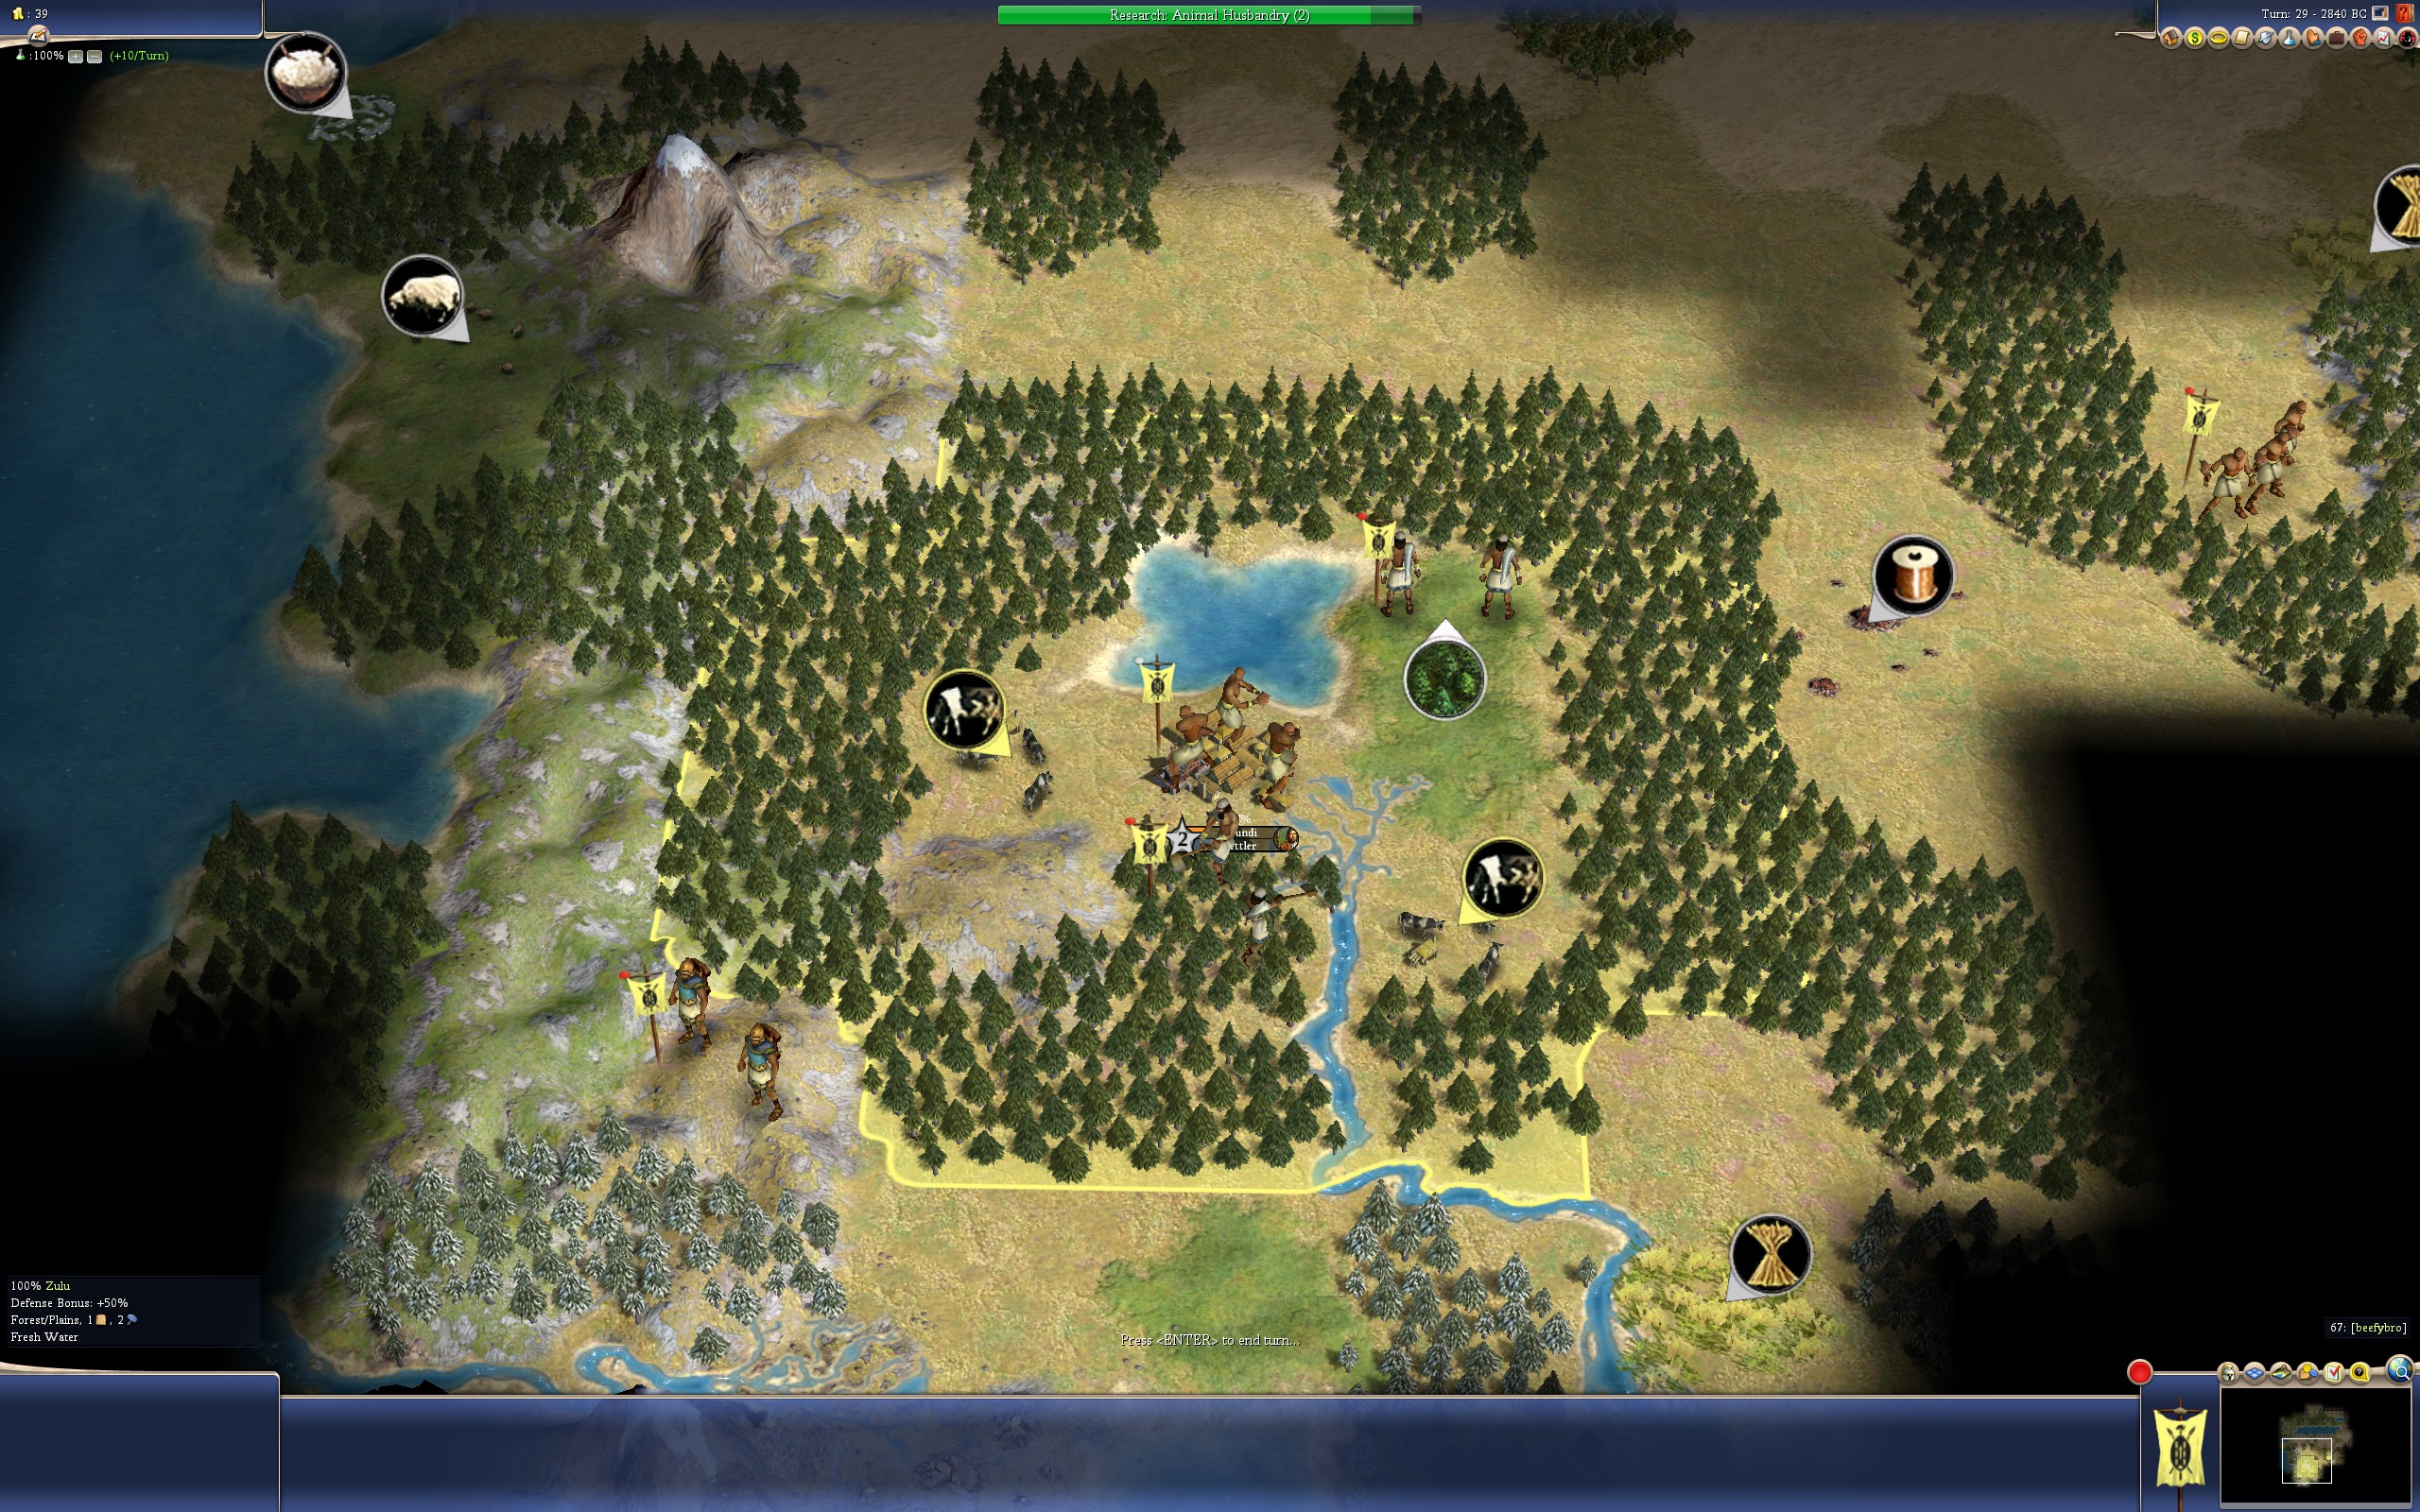 : 39
Research: Animal Husbandry (2)
Turn: 29 - 2840 BC
:100% (+10/Turn)
2
100% Zulu
Defense Bonus: +50%
Forest/Plains, 1, 2
Fresh Water
Press <ENTER> to end turn...
67: [beefybro]